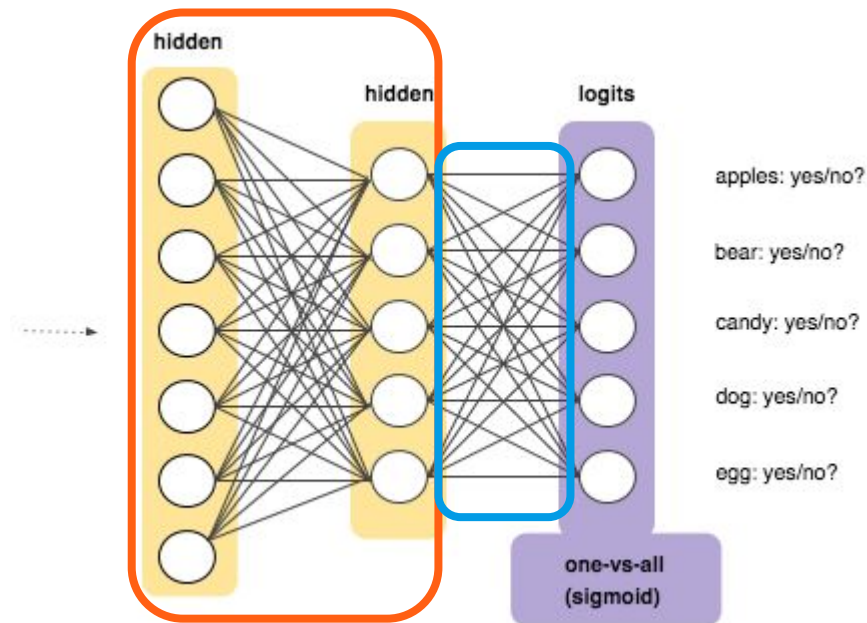 hidden
hidden
logits
apples: yes/no?
bear: yes/no?
candy: yes/no?
dog: yes/no?
egg: yes/no?
one-vs-all
(sigmoid)